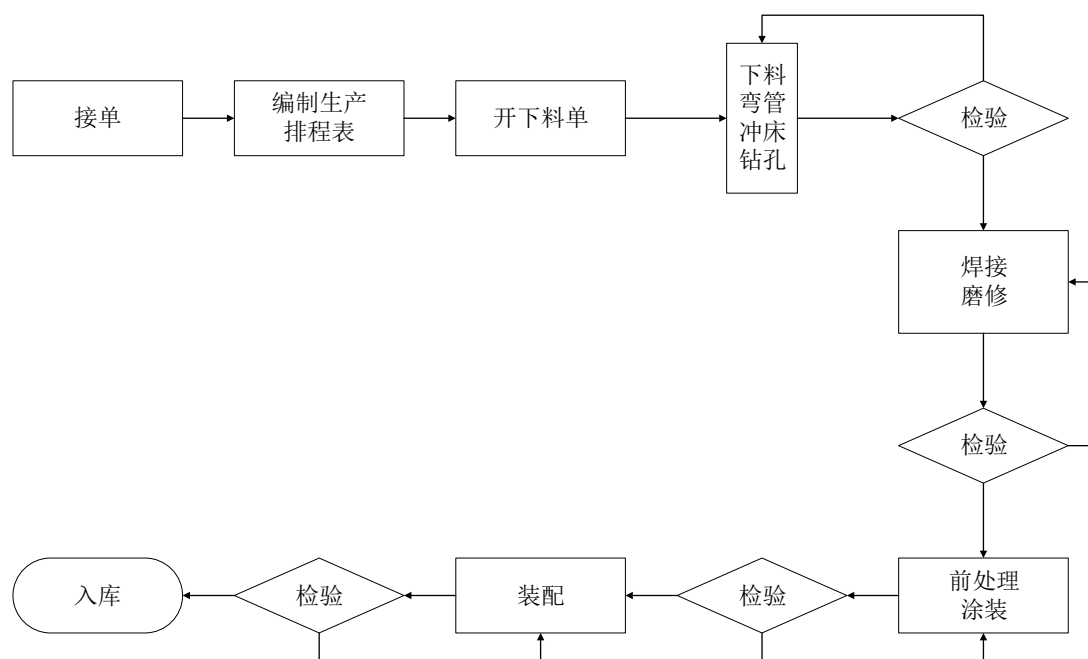 接单
编制生产
排程表
开下料单
下料
弯管
冲床
钻孔
检验
焊接
磨修
检验
前处理
涂装
检验
装配
检验
入库